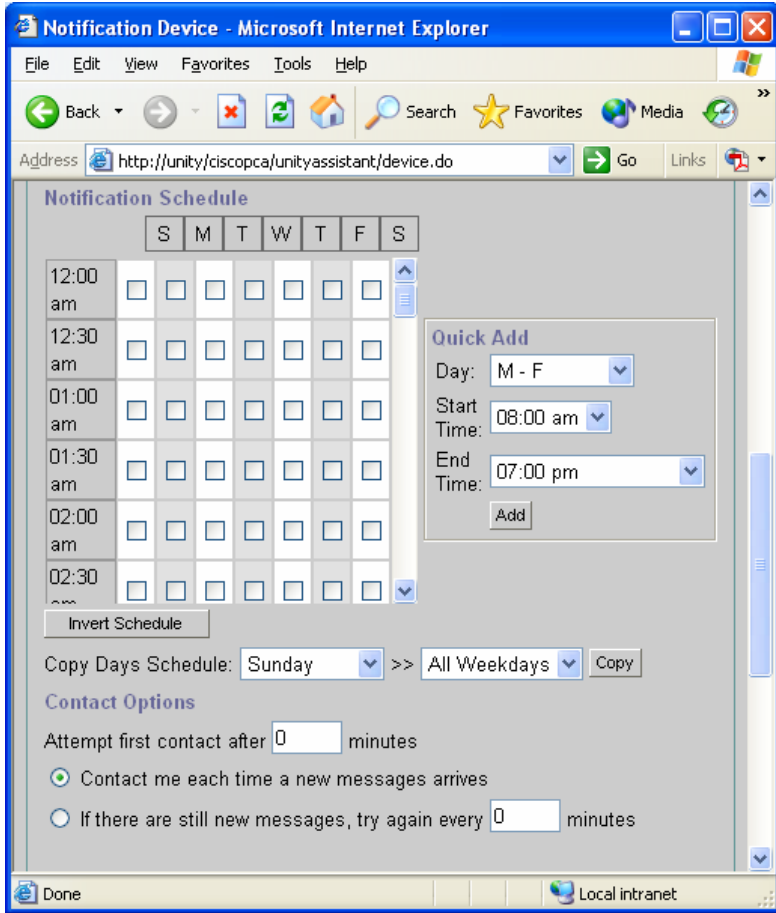 Notification Device - Microsoft Internet Explorer
File Edit View Favorites Tools Help
Back Search Favorites Media »
Address http://unity/ciscopca/unityassistant/device.do Go Links
Notification Schedule
S M T W T F S
12:00
am
12:30
am
01:00
am
01:30
am
02:00
am
02:30
am
Quick Add
Day: M - F
Start
Time: 08:00 am
End
Time: 07:00 pm
Add
Invert Schedule
Copy Days Schedule: Sunday >> All Weekdays Copy
Contact Options
Attempt first contact after 0 minutes
Contact me each time a new messages arrives
If there are still new messages, try again every 0 minutes
Done Local intranet